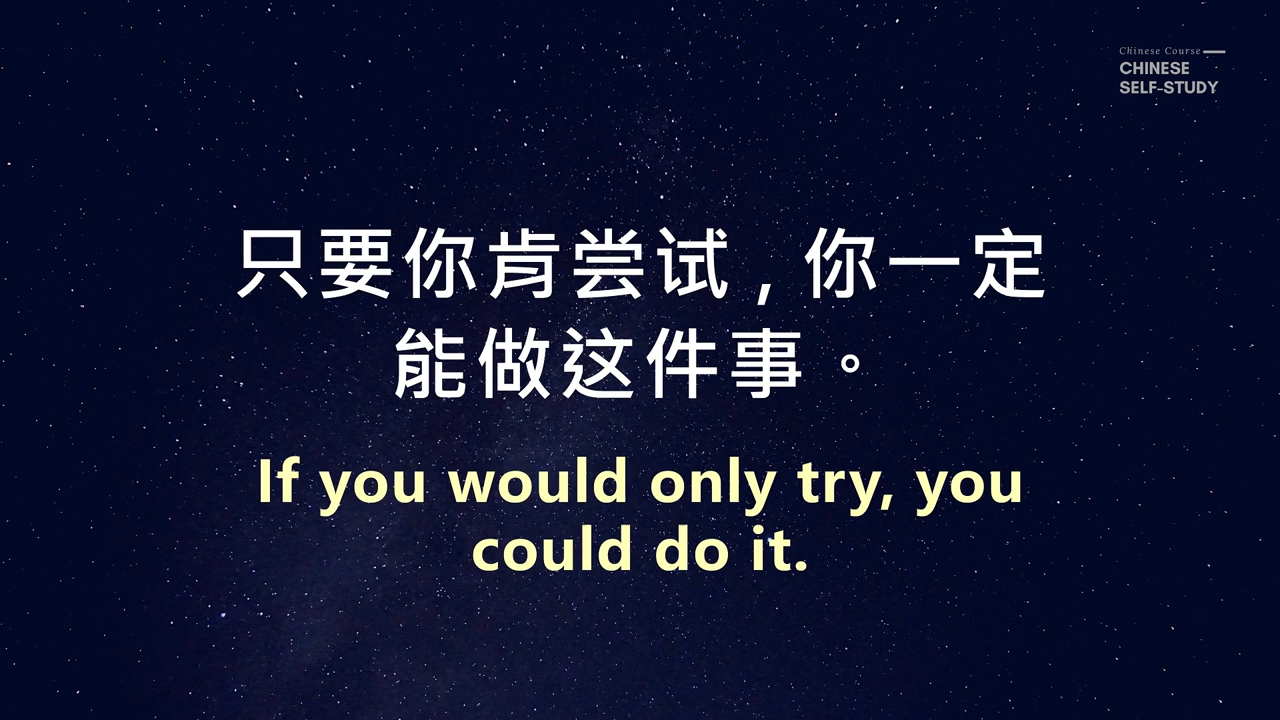 Chinese Course
CHINESE
SELF-STUDY
只要你肯尝试,你一定
能做这件事。
If you would only try, you
could do it.